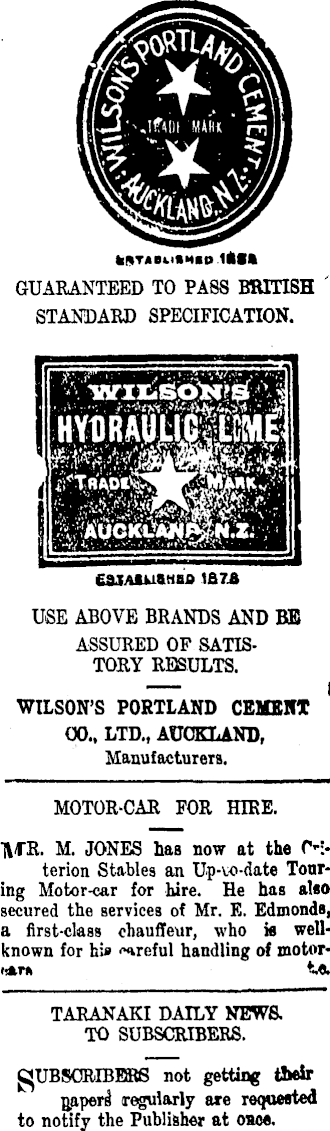 WILSON'S PORTLAND CEMENT
TRADE MARK
AUCKLAND, N.Z.
ESTABLISHED
GUARANTEED TO PASS BRITISH
STANDARD SPECIFICATION.
WILSON'S
HYDRAULIC LIME
TRADE MARK.
AUCKLAND, N.Z.
ESTABLISHED 1878
USE ABOVE BRANDS AND BE
ASSURED OF SATIS-
TORY RESULTS.
WILSON'S PORTLAND CEMENT
CO., LTD., AUCKLAND,
Manufacturers.
MOTOR-CAR FOR HIRE.
MR. M. JONES has now at the Cri-
terion Stables an Up-to-date Tour-
ing Motor-car for hire. He has also
secured the services of Mr. E. Edmonds,
a first-class chauffeur, who is well-
known for his careful handling of motor-
cars
TARANAKI DAILY NEWS.
TO SUBSCRIBERS.
SUBSCRIBERS not getting their
papers regularly are requested
to notify the Publisher at once.